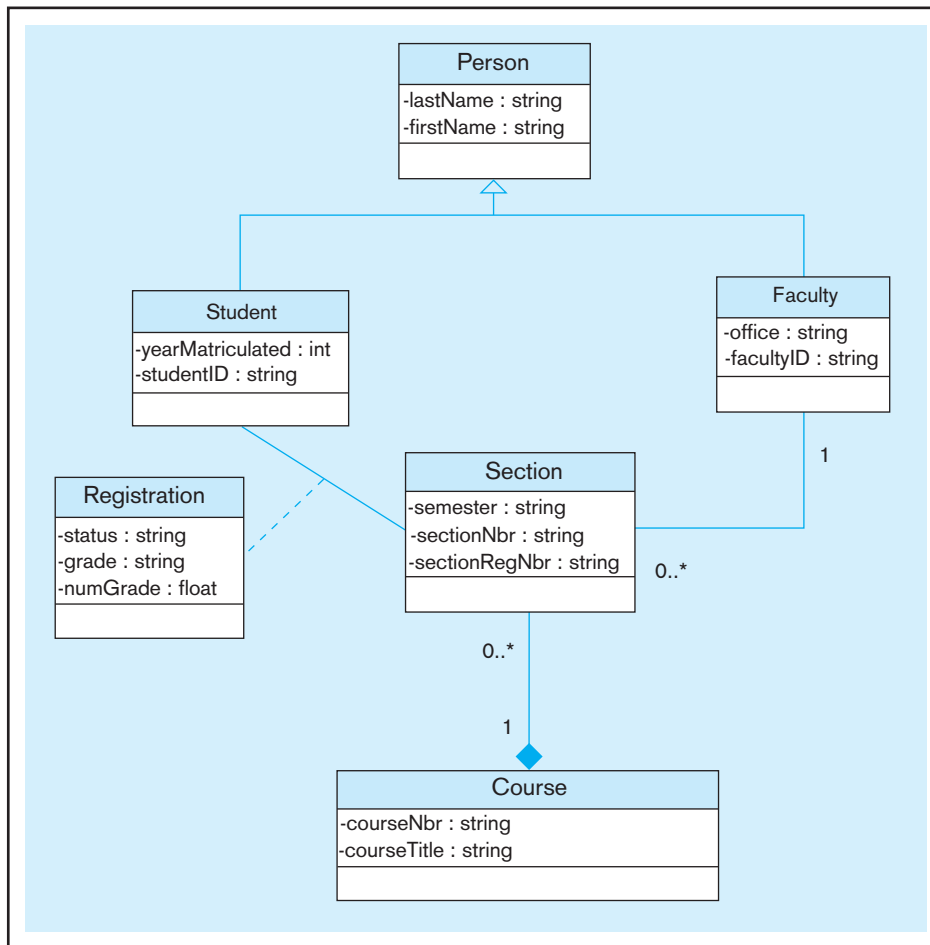 Person
-lastName : string
-firstName : string
Student
-yearMatriculated : int
-studentID : string
Faculty
-office : string
-facultyID : string
1
Registration
-status : string
-grade : string
-numGrade : float
Section
-semester : string
-sectionNbr : string
-sectionRegNbr : string
0..*
0..*
1
Course
-courseNbr : string
-courseTitle : string